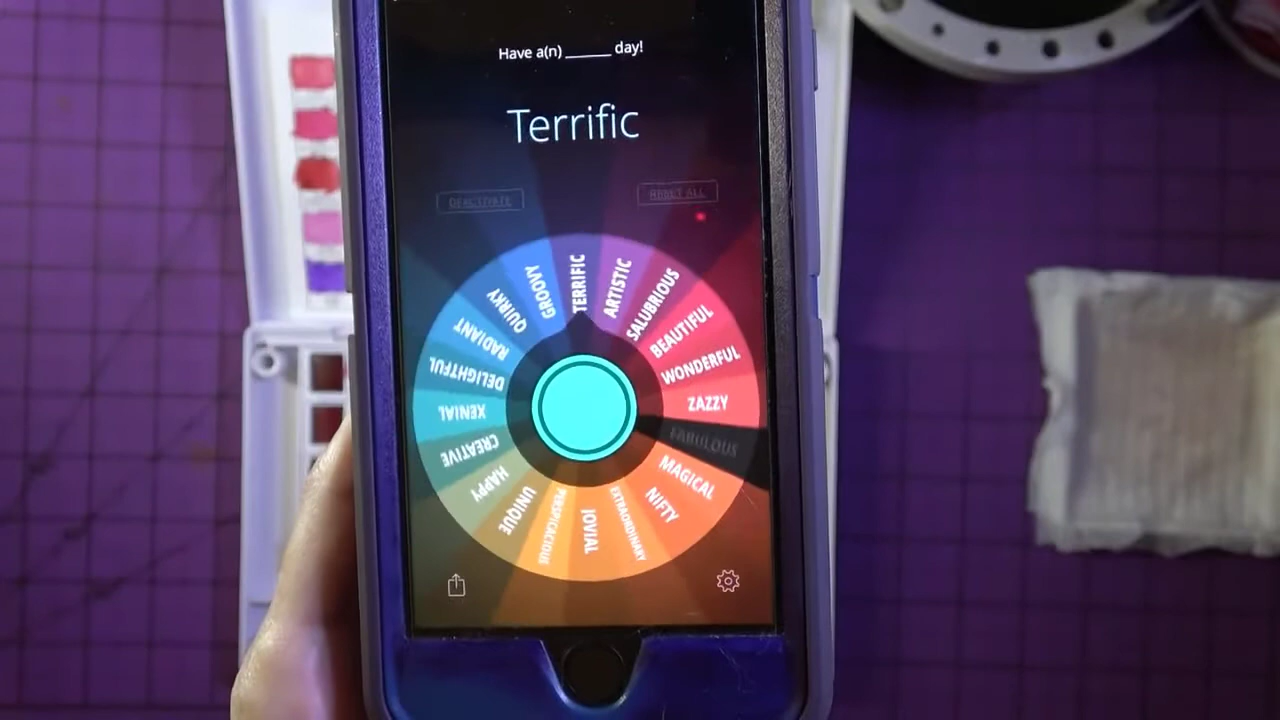 Have a(n) _____ day!
Terrific
DEACTIVATE
RESET ALL
TERRIFIC
ARTISTIC
SALUBRIOUS
BEAUTIFUL
WONDERFUL
ZAZZY
FABULOUS
MAGICAL
NIFTY
EXTRAORDINARY
JOVIAL
PERSPICACIOUS
UNIQUE
HAPPY
CREATIVE
XENIAL
DELIGHTFUL
RADIANT
QUIRKY
GROOVY